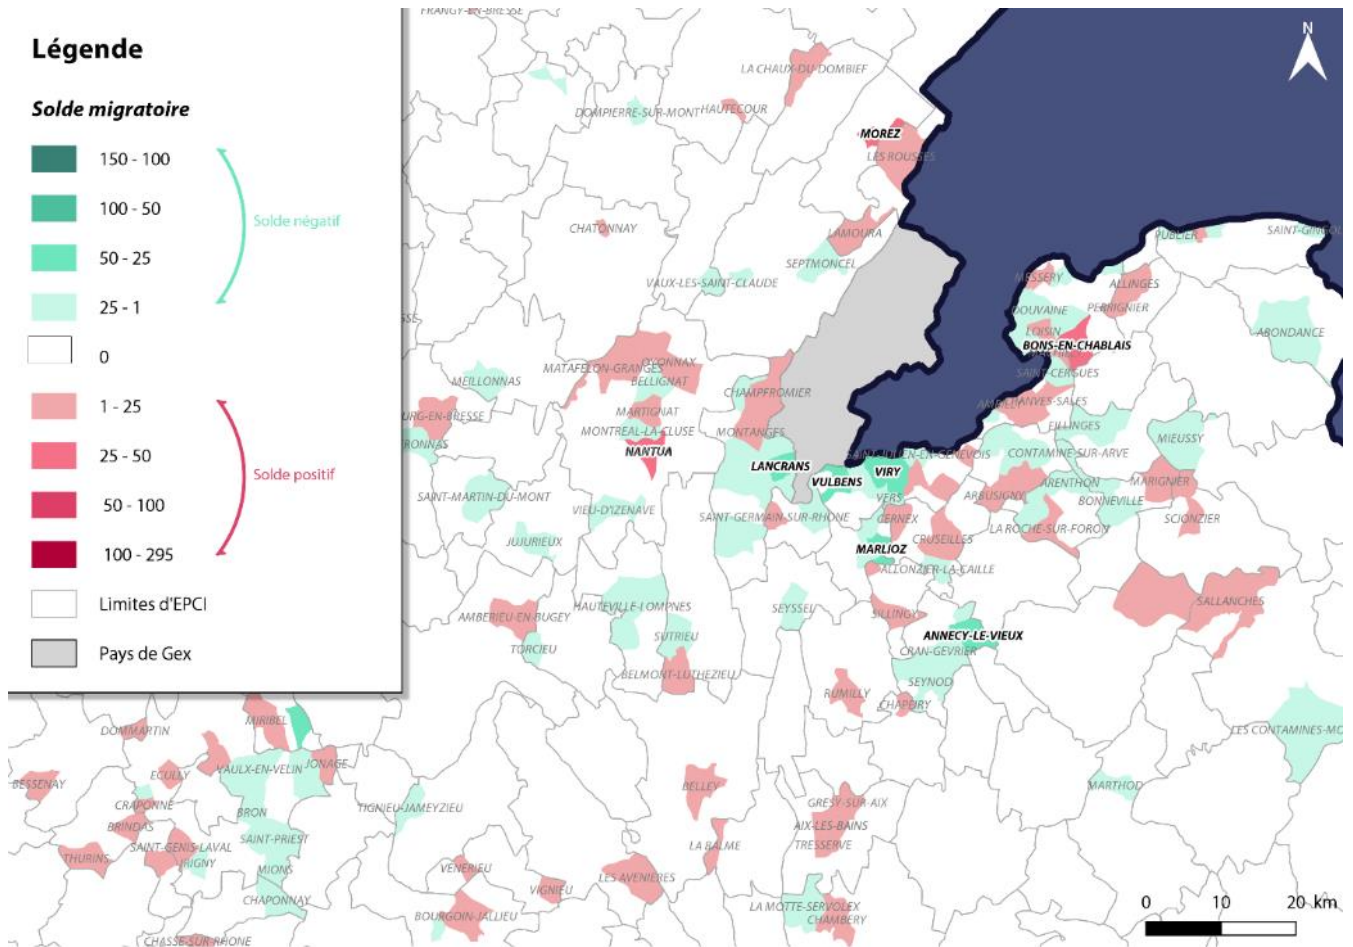 Légende
Solde migratoire
150 - 100
100 - 50
50 - 25
25 - 1
0
1 - 25
25 - 50
50 - 100
100 - 295
Limites d'EPCI
Pays de Gex
Solde négatif
Solde positif
FRANGY-EN-BRESSE
N
LA CHAUX-DU-DOMBIEF
DOMPIERRE-SUR-MONT
HAUTECOUR
MOREZ
LES ROUSSES
CHATONNAY
LAMOURA
PUBLIER
SEPTMONCEL
VAUX-LES-SAINT-CLAUDE
MESSERY
ALLINGES
DOUVAINE
PERRIGNIER
LOISIN
ABONDANCE
BONS-EN-CHABLAIS
OYONNAX
MATAFELON-GRANGES
BELLIGNAT
SAINT-CERGUES
MEILLONNAS
CHAMPFROMIER
MARTIGNAT
MONTREAL-LA-CLUSE
MONTANGES
FILLINGES
MIEUSSY
NANTUA
CONTAMINE-SUR-ARVE
LANCRANS
VIRY
VULBENS
ARENTHON
MARIGNIER
SAINT-MARTIN-DU-MONT
VERS
ARBUSIGNY
BONNEVILLE
VIEU-D'IZENAVE
SAINT-GERMAIN-SUR-RHONE
CERNEX
LA ROCHE-SUR-FORON
SCIONZIER
JUJURIEUX
CRUSEILLES
MARLIOZ
ALLONZIER-LA-CAILLE
SALLANCHES
HAUTEVILLE-LOMPNES
SEYSSEL
AMBERIEU-EN-BUGEY
SILLINGY
SUTRIEU
ANNECY-LE-VIEUX
TORCIEU
CRAN-GEVRIER
BELMONT-LUTHEZIEU
SEYNOD
RUMILLY
CHAPEIRY
MIRIBEL
DOMMARTIN
LES CONTAMINES-MO
ECULLY
VAULX-EN-VELIN
JONAGE
BESSENAY
BELLEY
MARTHOD
CRAPONNE
TIGNIEU-JAMEYZIEU
GRESY-SUR-AIX
BRON
BRINDAS
AIX-LES-BAINS
SAINT-PRIEST
SAINT-GENIS-LAVAL
LA BALME
TRESSERVE
THURINS
IRIGNY
MIONS
VENERIEU
LES AVENIERES
CHAPONNAY
VIGNIEU
BOURGOIN-JALLIEU
LA MOTTE-SERVOLEX
CHAMBERY
CHASSE-SUR-RHONE
0 10 20 km